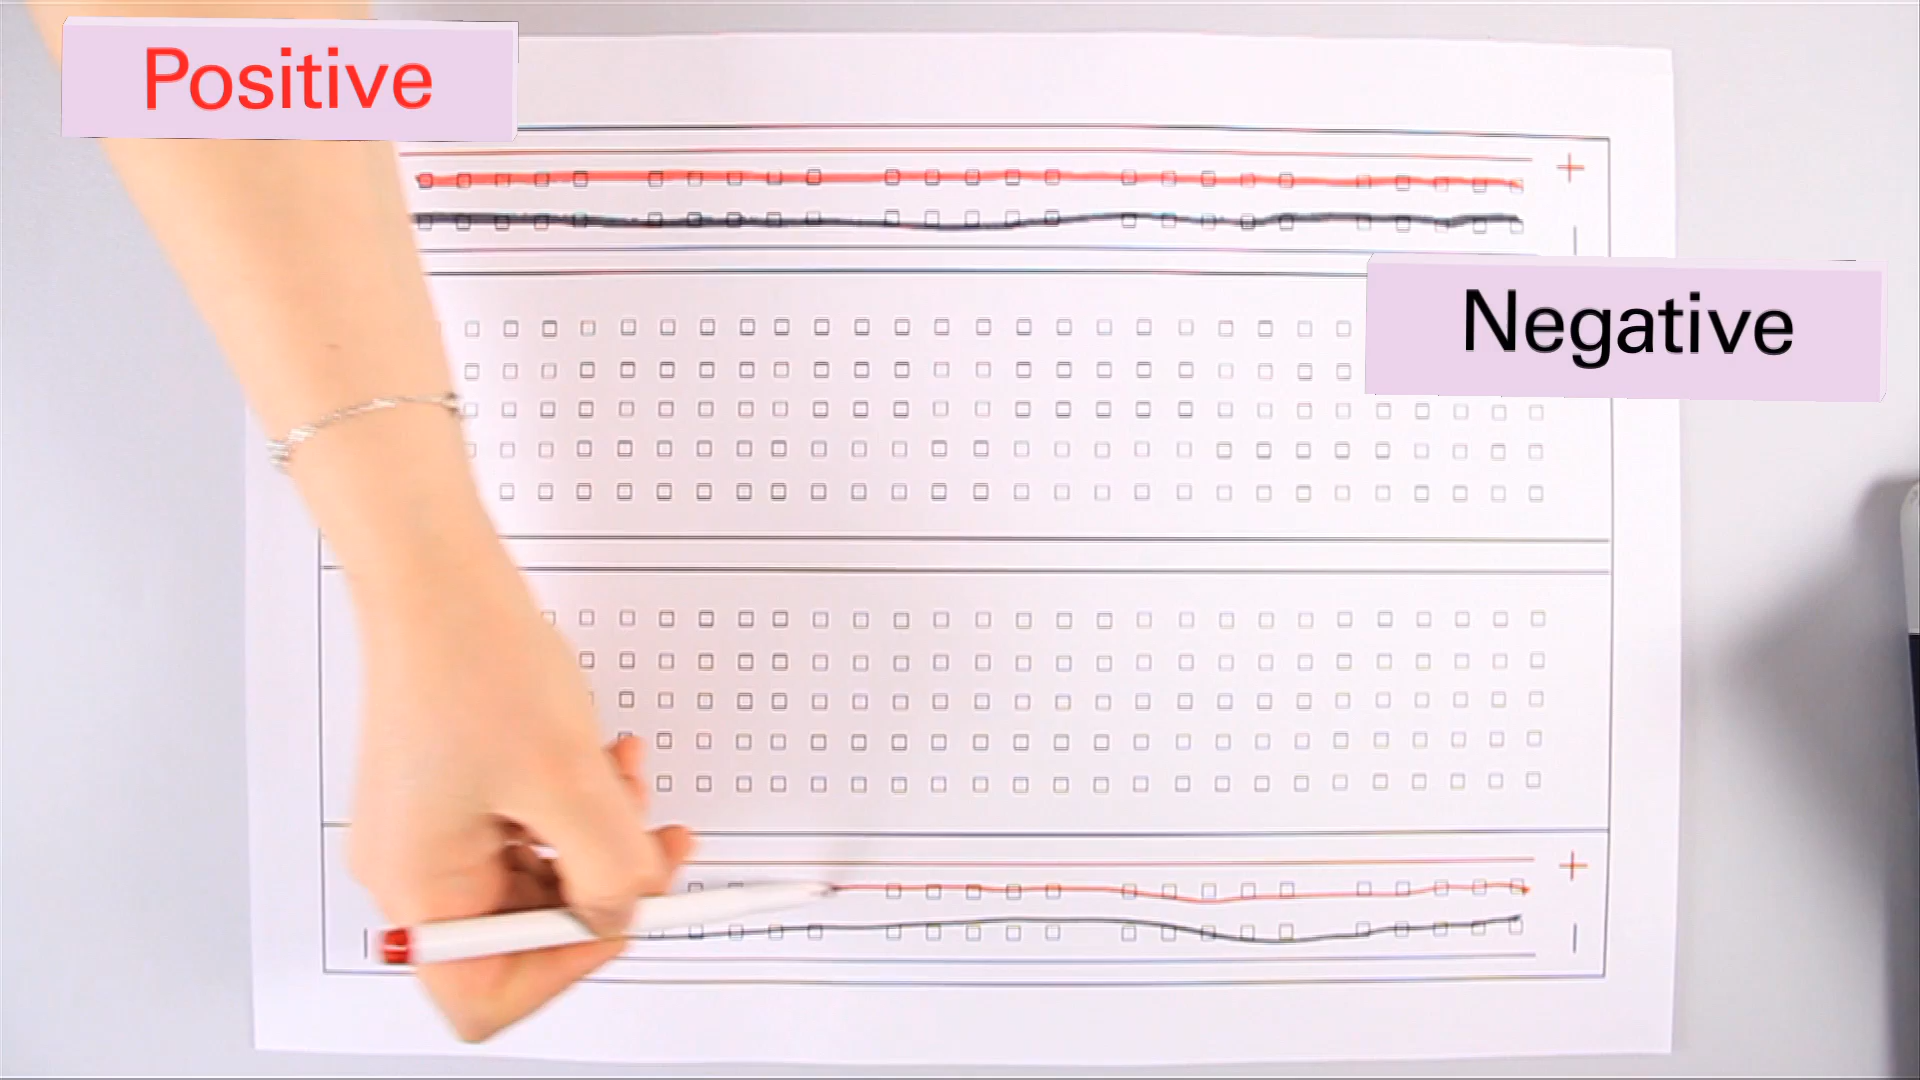 Positive
+
|
Negative
+
| |